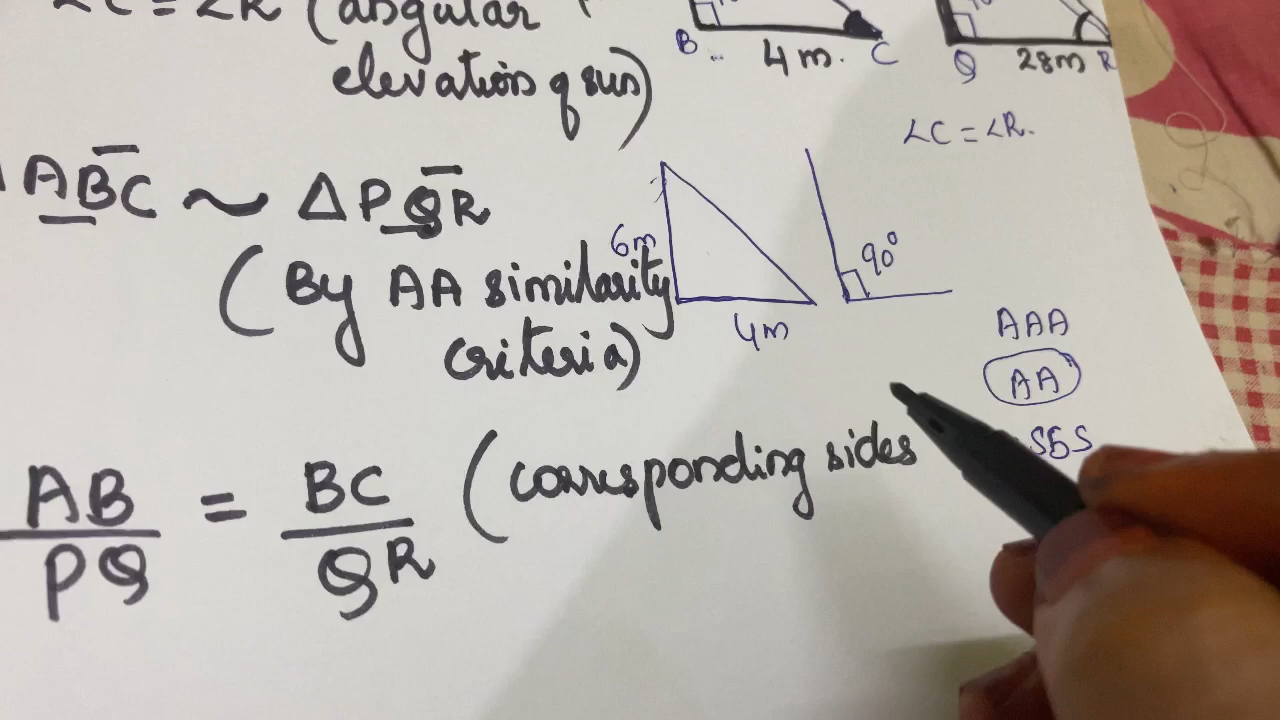 ∠C = ∠R (angular
elevation of sun)
B
4 m.
C
Q
28m
R
∠C = ∠R.
ABC ~ ΔPQR
(By AA similarity
criteria)
6m
4m
90°
AAA
AA
SSS
AB/PQ = BC/QR (corresponding sides